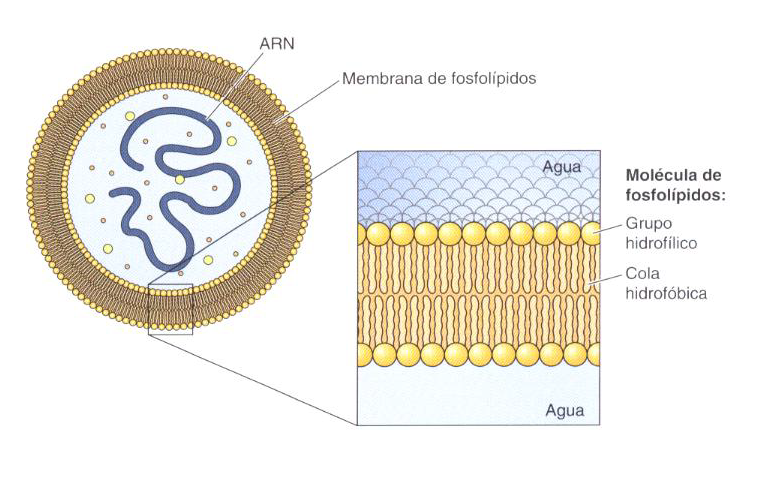 ARN
Membrana de fosfolípidos
Agua
Molécula de
fosfolípidos:
Grupo
hidrofílico
Cola
hidrofóbica
Agua